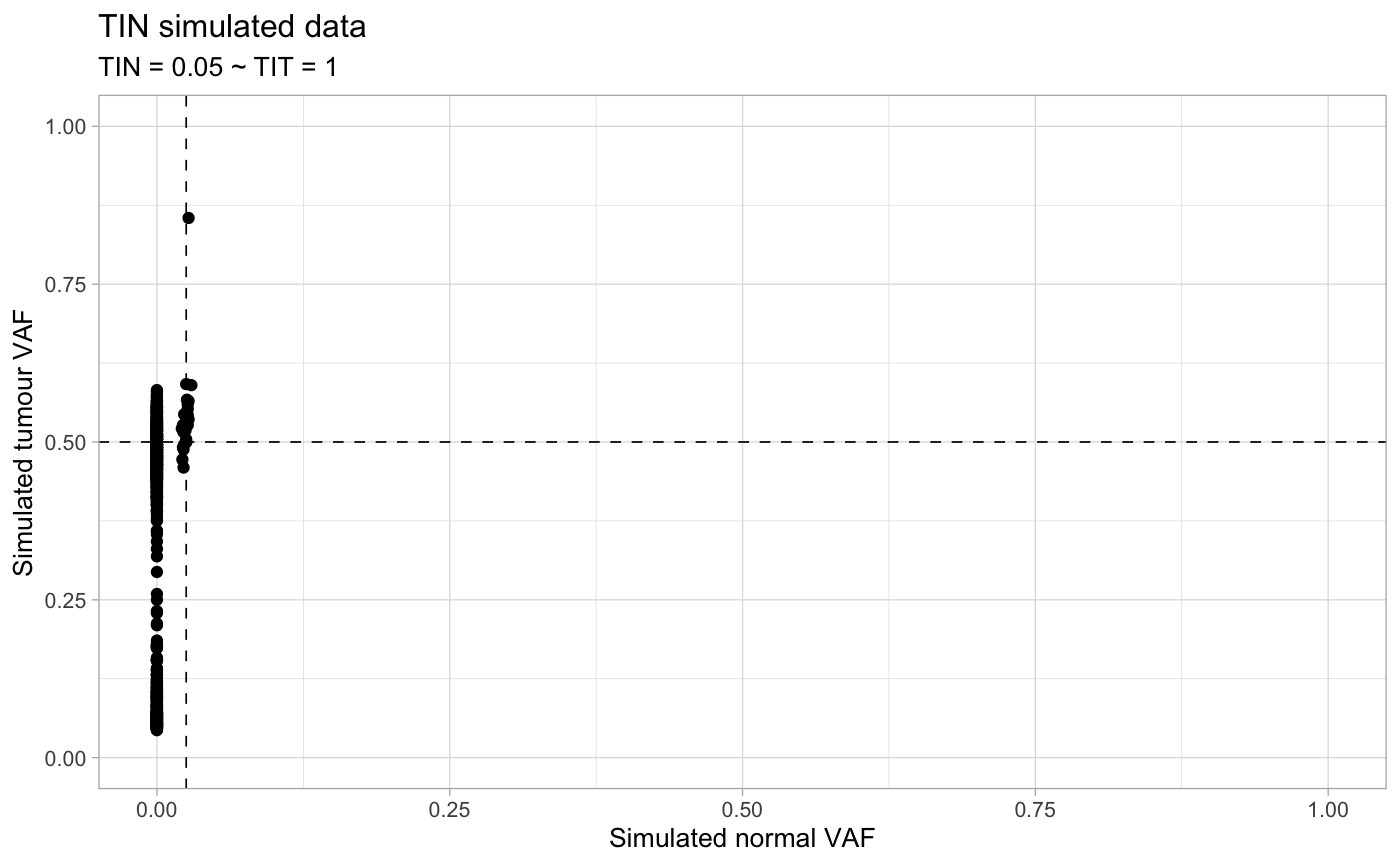 TIN simulated data
TIN = 0.05 ~ TIT = 1
Simulated tumour VAF
1.00
0.75
0.50
0.25
0.00
0.00 0.25 0.50 0.75 1.00
Simulated normal VAF